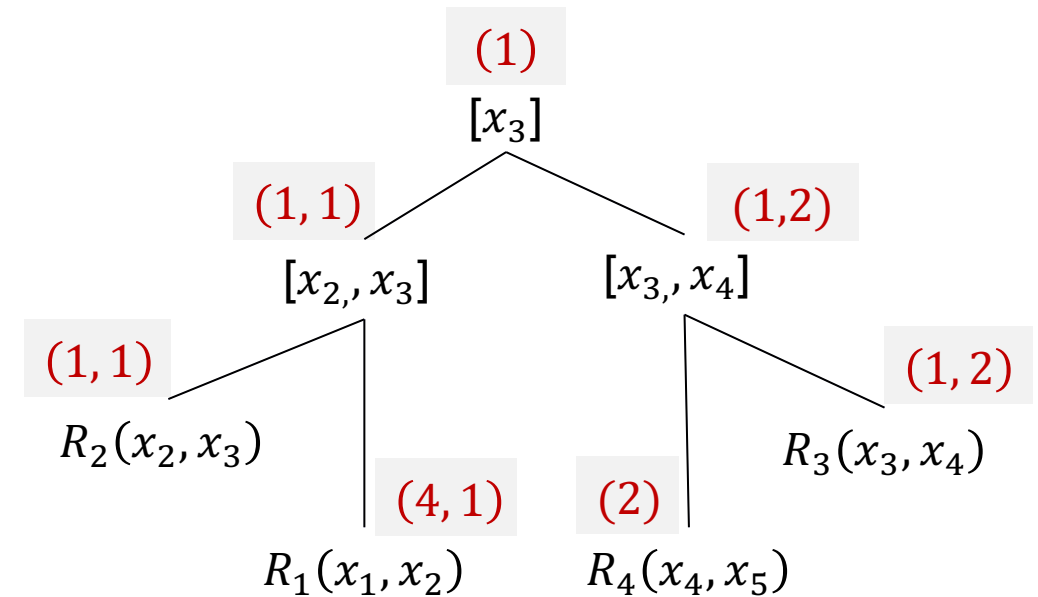 (1)
[x₃]
(1, 1)
(1,2)
[x₂,, x₃]
[x₃,, x₄]
(1, 1)
(1, 2)
R₂(x₂, x₃)
R₃(x₃, x₄)
(4, 1)
(2)
R₁(x₁, x₂)
R₄(x₄, x₅)